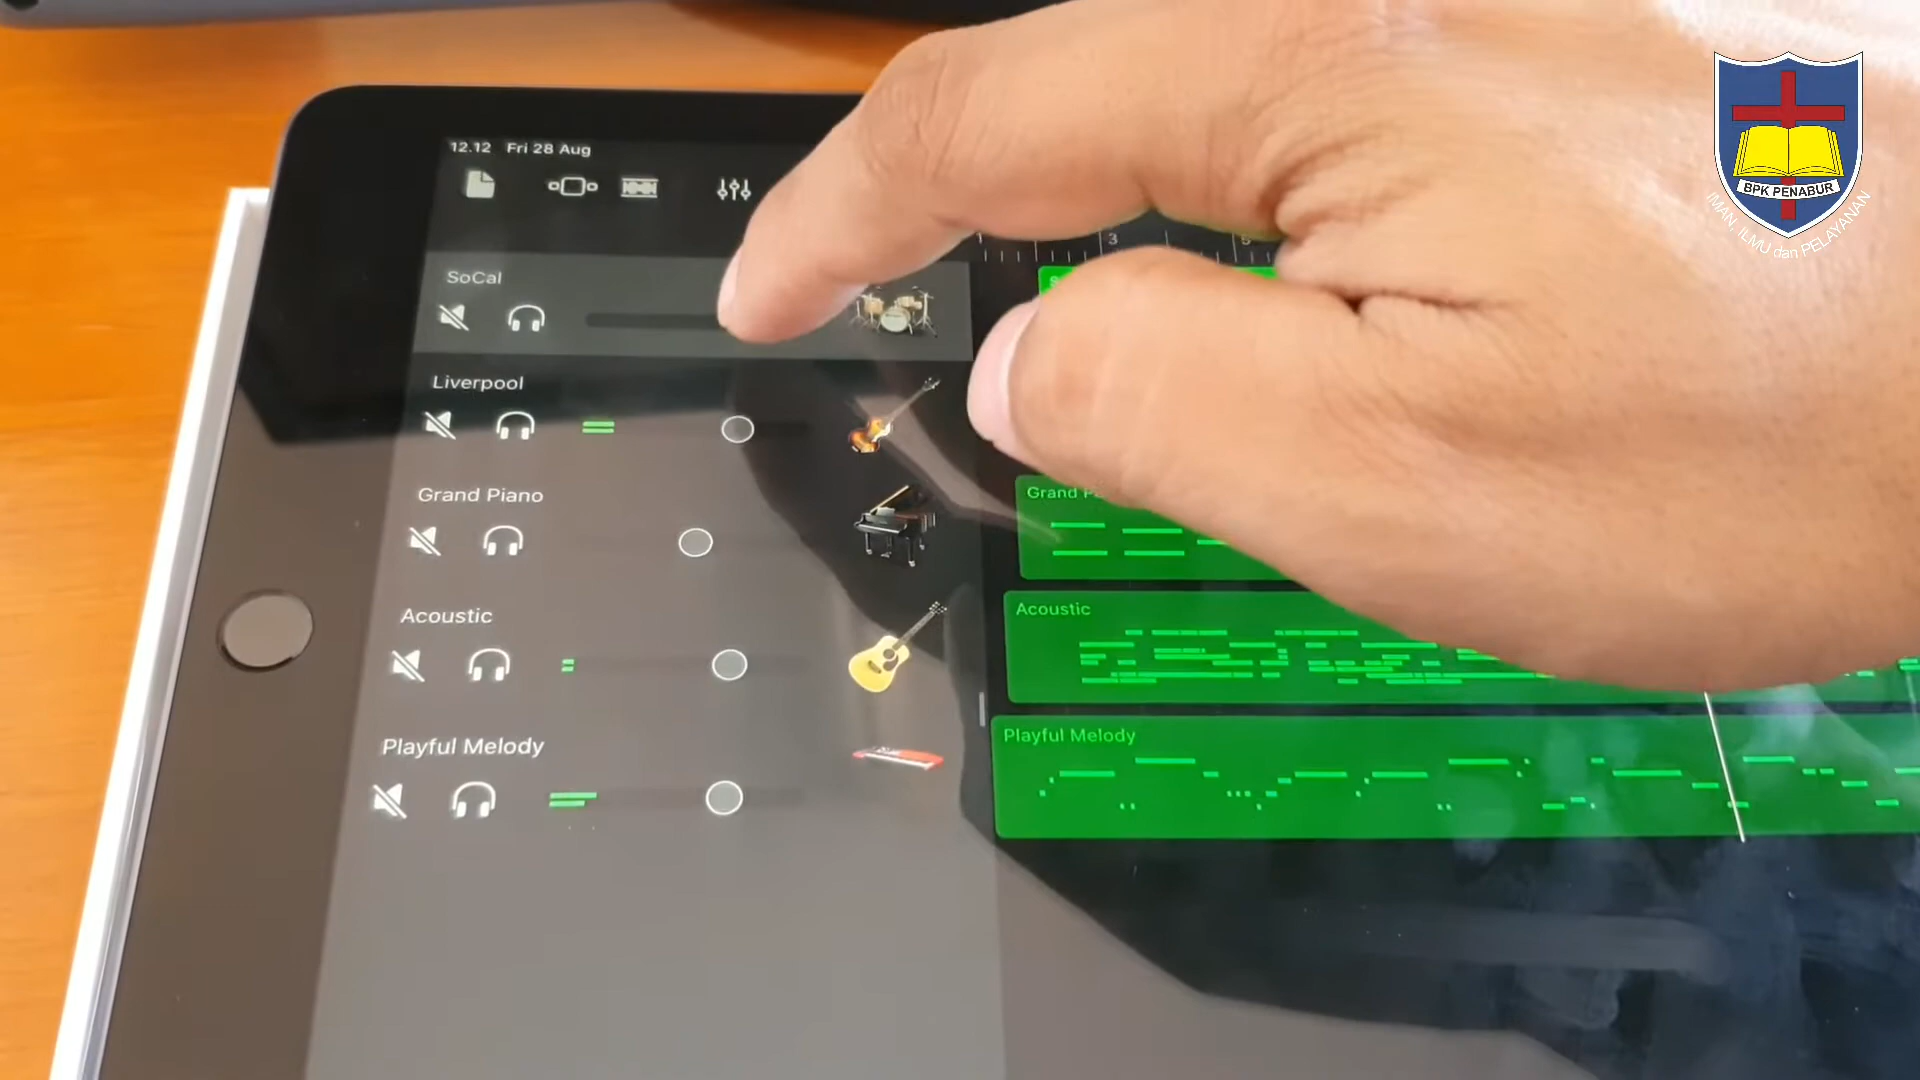 12.12 Fri 28 Aug
3
5
SoCal
Liverpool
Grand Piano
Grand
Acoustic
Acoustic
Playful Melody
Playful Melody
BPK PENABUR
IMAN, ILMU dan PELAYANAN